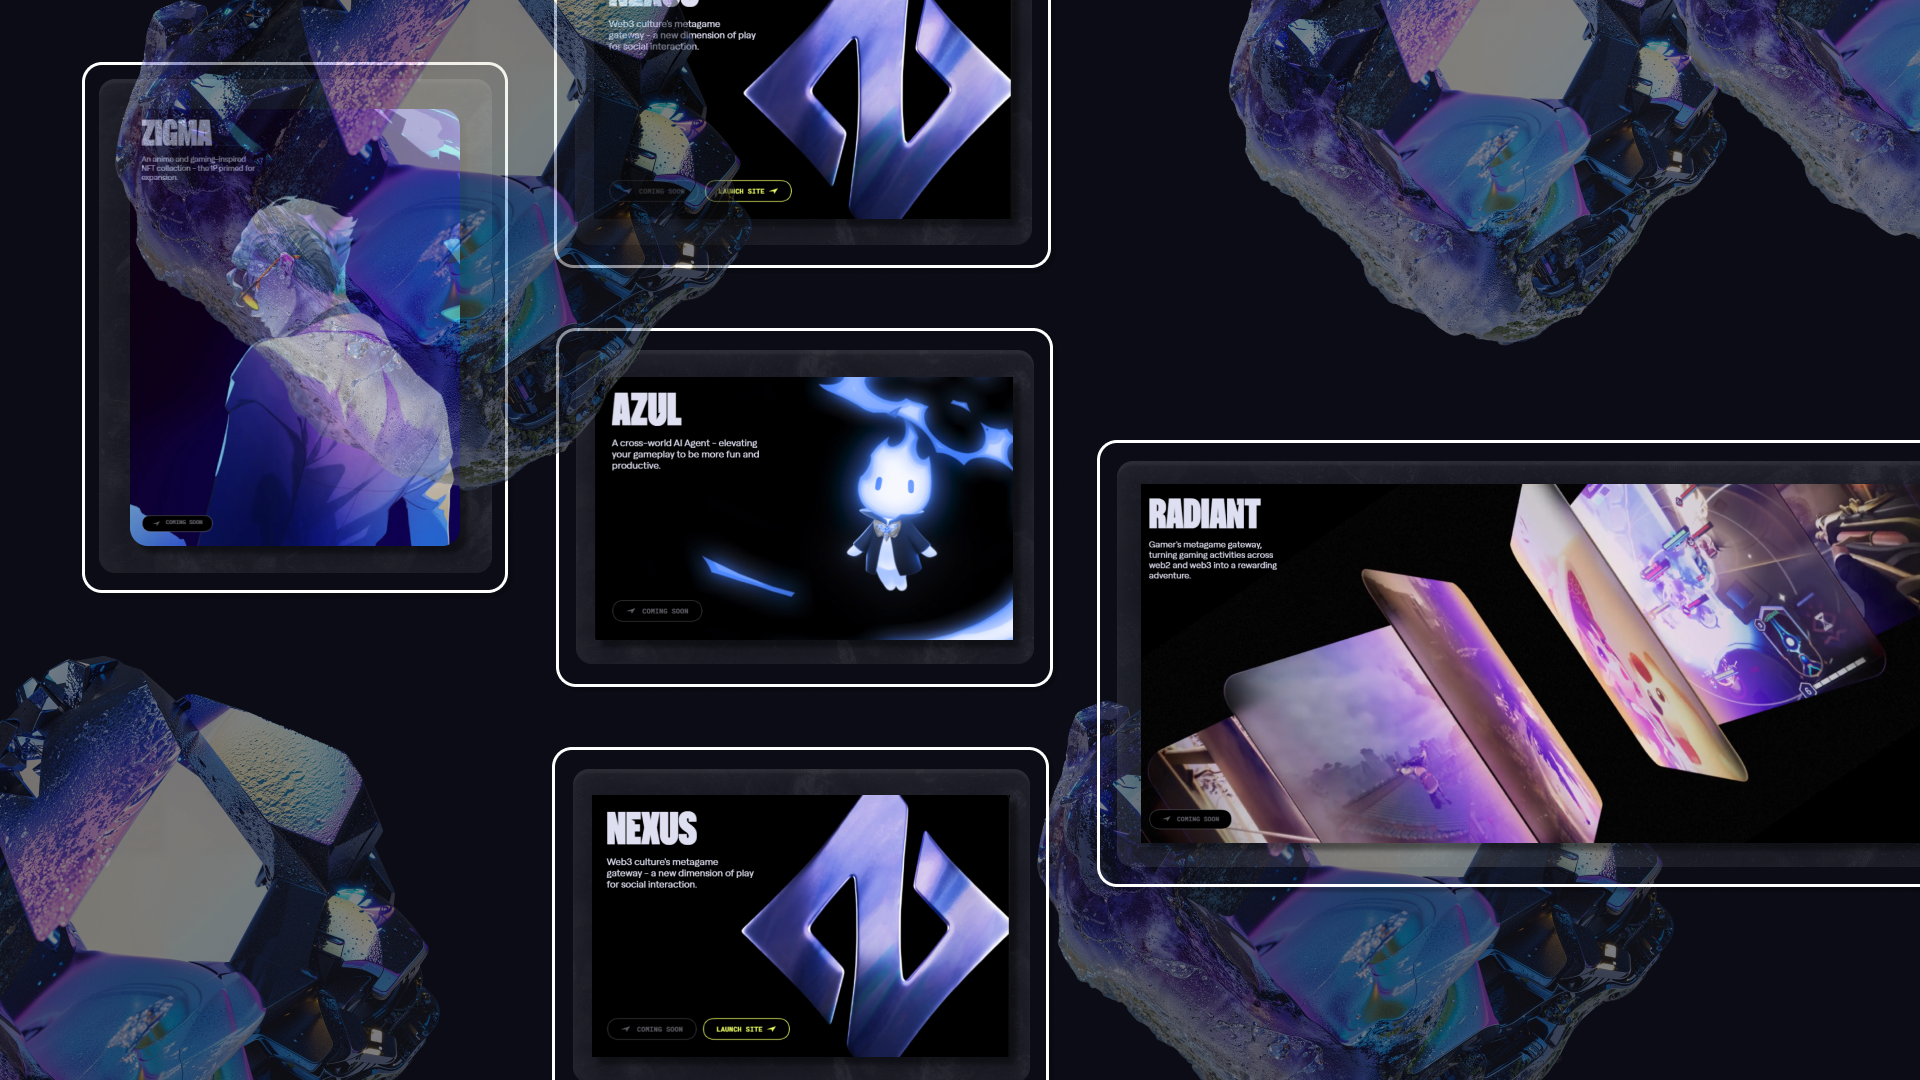 ZIGMA
An anime and gaming-inspired
NFT collection - the IP primed for
expansion.
COMING SOON
NEXUS
Web3 culture's metagame
gateway - a new dimension of play
for social interaction.
COMING SOON
LAUNCH SITE
AZUL
A cross-world AI Agent - elevating
your gameplay to be more fun and
productive.
COMING SOON
NEXUS
Web3 culture's metagame
gateway - a new dimension of play
for social interaction.
COMING SOON
LAUNCH SITE
RADIANT
Gamer's metagame gateway,
turning gaming activities across
web2 and web3 into a rewarding
adventure.
COMING SOON